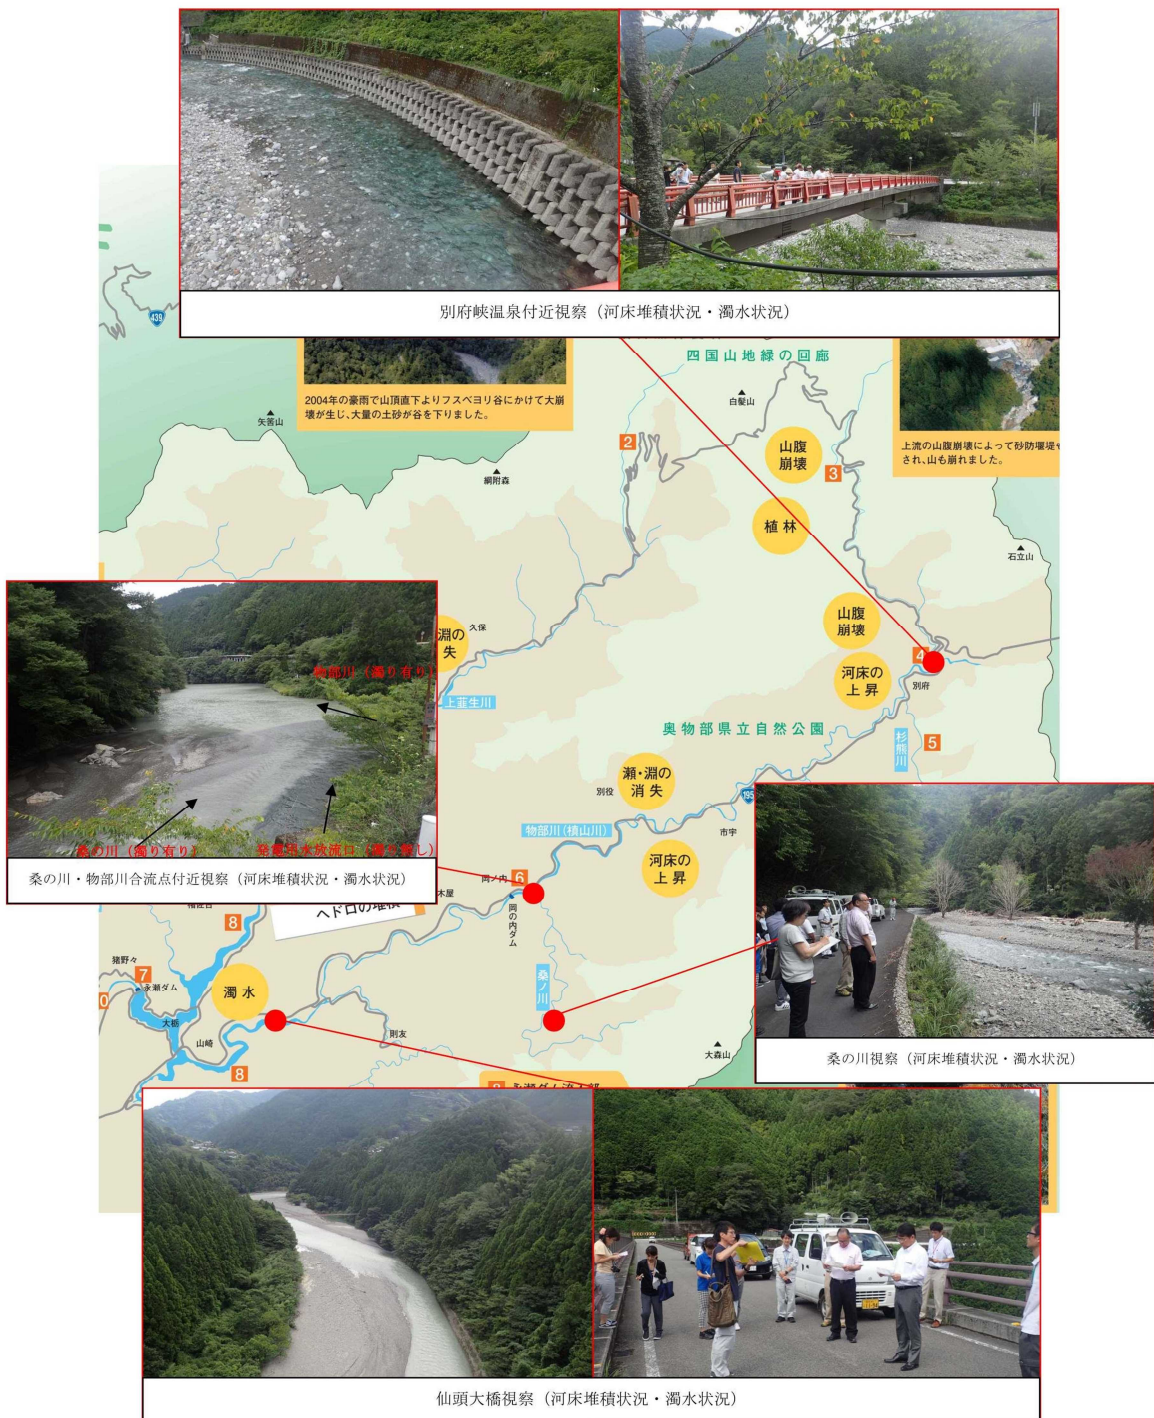 別府峡温泉付近視察（河床堆積状況・濁水状況）
439
四国山地緑の回廊
2004年の豪雨で山頂直下よりフスベヨリ谷にかけて大崩
壊が生じ、大量の土砂が谷を下りました。
白髪山
矢筈山
上流の山腹崩壊によって砂防堰堤
され、山も崩れました。
2
山腹
崩壊
3
綱附森
植林
石立山
山腹
崩壊
淵の
失
久保
4
河床の
上昇
別府
上韮生川
物部川（濁り有り）
奥物部県立自然公園
杉熊川
5
瀬・淵の
消失
別役
195
物部川(槇山川)
市宇
桑の川（濁り有り）
発電用水放流口（濁り無し）
桑の川・物部川合流点付近視察（河床堆積状況・濁水状況）
河床の
上昇
岡ノ内
6
木屋
ヘドロの堆積
岡の内ダム
8
猪野々
7
永瀬ダム
濁水
桑ノ川
0
大栃
山崎
則友
大森山
桑の川視察（河床堆積状況・濁水状況）
8
仙頭大橋視察（河床堆積状況・濁水状況）